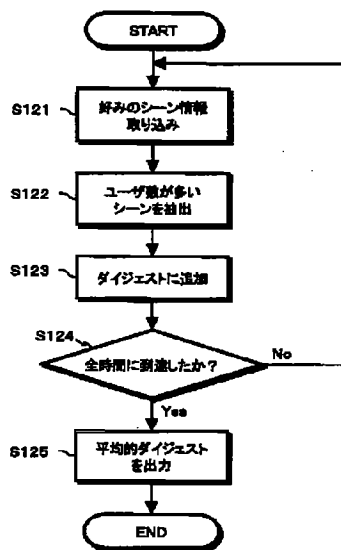 START
S121
好みのシーン情報
取り込み
S122
ユーザ数が多い
シーンを抽出
S123
ダイジェストに追加
S124
全時間に到達したか？
No
Yes
S125
平均的ダイジェスト
を出力
END